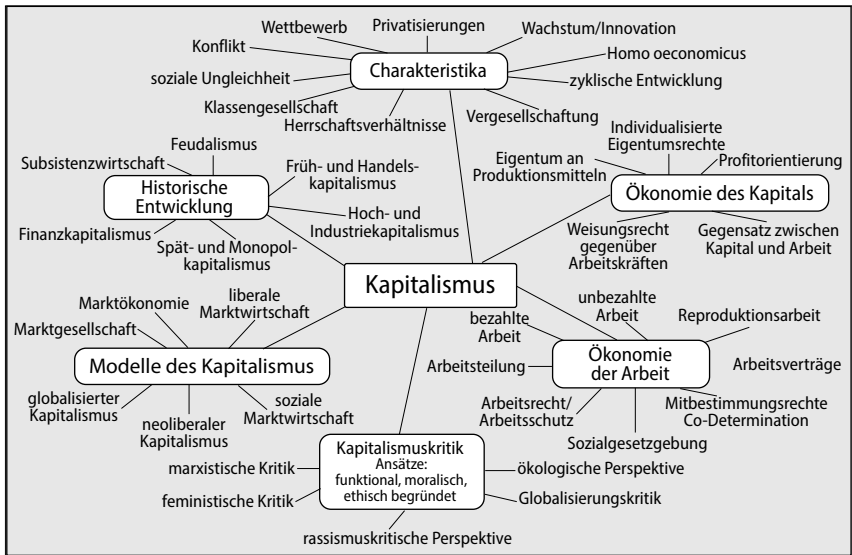 Wettbewerb
Privatisierungen
Wachstum/Innovation
Konflikt
Homo oeconomicus
Charakteristika
soziale Ungleichheit
zyklische Entwicklung
Klassengesellschaft
Herrschaftsverhältnisse
Vergesellschaftung
Feudalismus
Subsistenzwirtschaft
Früh- und Handels-
kapitalismus
Historische
Entwicklung
Hoch- und
Industriekapitalismus
Finanzkapitalismus
Spät- und Monopol-
kapitalismus
Individualisierte
Eigentumsrechte
Eigentum an
Produktionsmitteln
Profitorientierung
Ökonomie des Kapitals
Weisungsrecht
gegenüber
Arbeitskräften
Gegensatz zwischen
Kapital und Arbeit
Kapitalismus
Marktökonomie
liberale
Marktwirtschaft
Marktgesellschaft
Modelle des Kapitalismus
globalisierter
Kapitalismus
neoliberaler
Kapitalismus
soziale
Marktwirtschaft
bezahlte
Arbeit
unbezahlte
Arbeit
Reproduktionsarbeit
Arbeitsteilung
Ökonomie
der Arbeit
Arbeitsverträge
Arbeitsrecht/
Arbeitsschutz
Mitbestimmungsrechte
Co-Determination
Sozialgesetzgebung
Kapitalismuskritik
Ansätze:
funktional, moralisch,
ethisch begründet
marxistische Kritik
ökologische Perspektive
feministische Kritik
Globalisierungskritik
rassismuskritische Perspektive